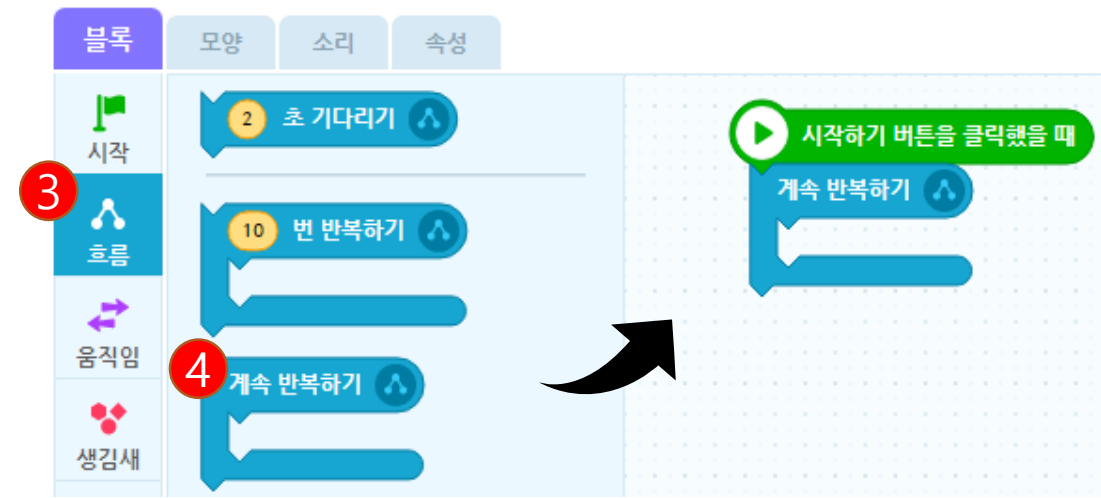 블록 모양 소리 속성
시작
3
흐름
움직임
생김새
2 초 기다리기
10 번 반복하기
4
계속 반복하기
시작하기 버튼을 클릭했을 때
계속 반복하기